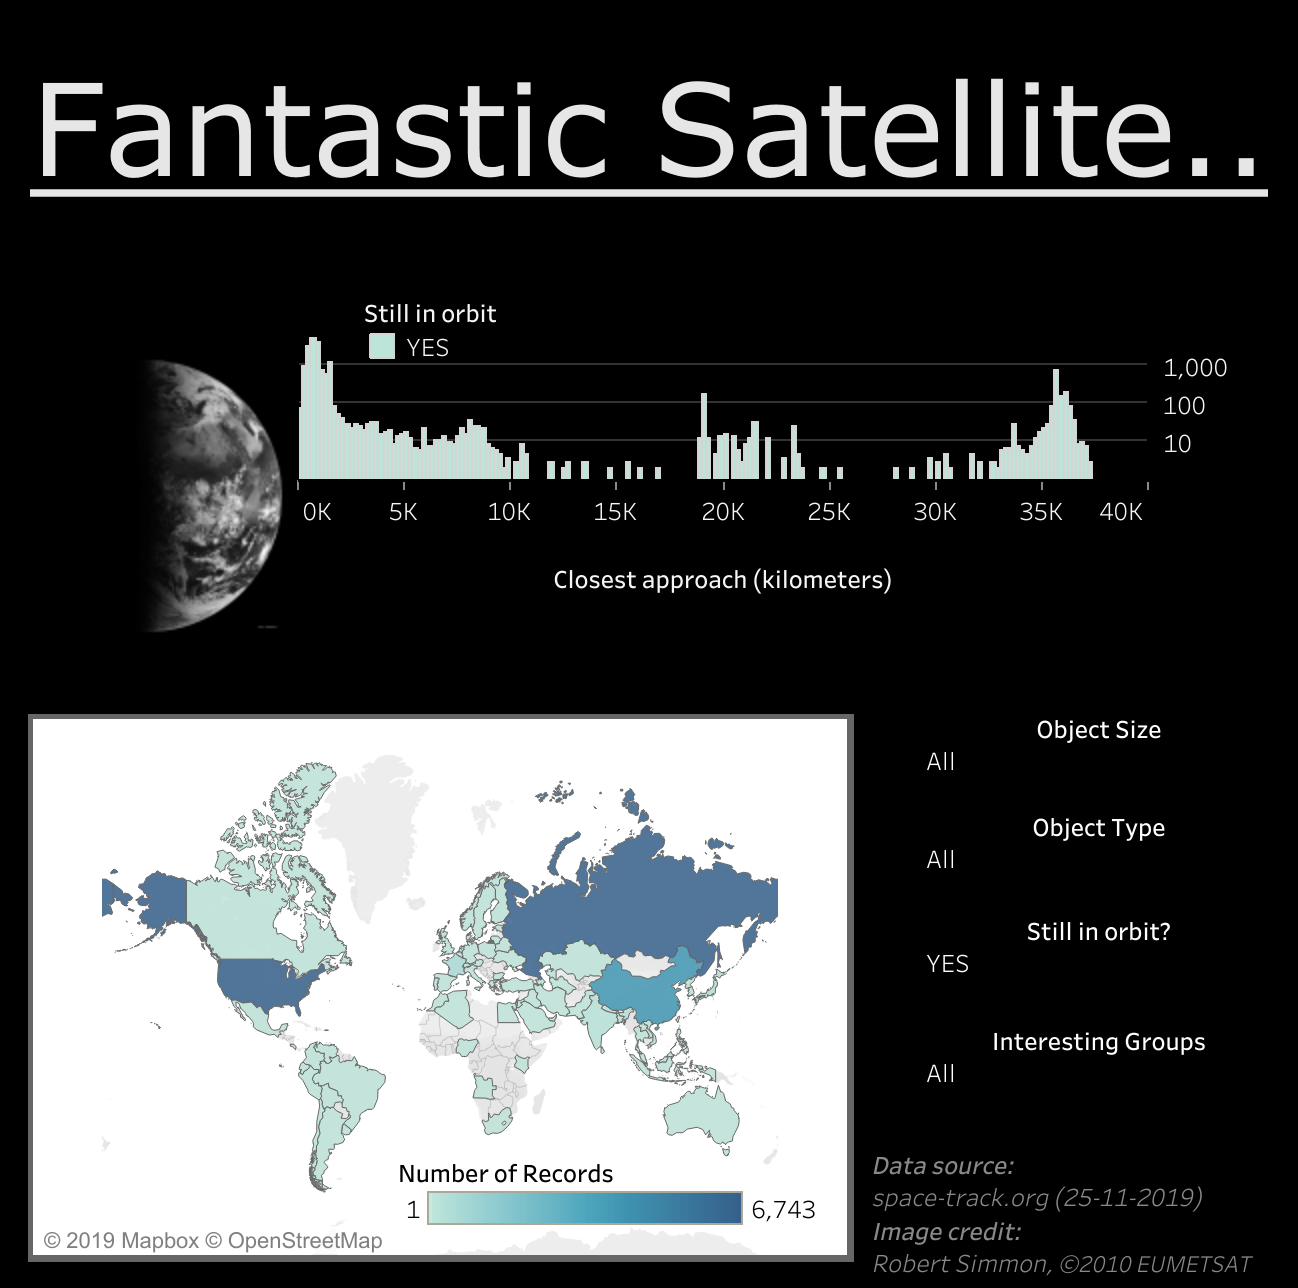 Fantastic Satellite..
Still in orbit
YES
1,000
100
10
0K 5K 10K 15K 20K 25K 30K 35K 40K
Closest approach (kilometers)
Object Size
All
Object Type
All
Still in orbit?
YES
Interesting Groups
All
Number of Records
1 6,743
© 2019 Mapbox © OpenStreetMap
Data source:
space-track.org (25-11-2019)
Image credit:
Robert Simmon, ©2010 EUMETSAT